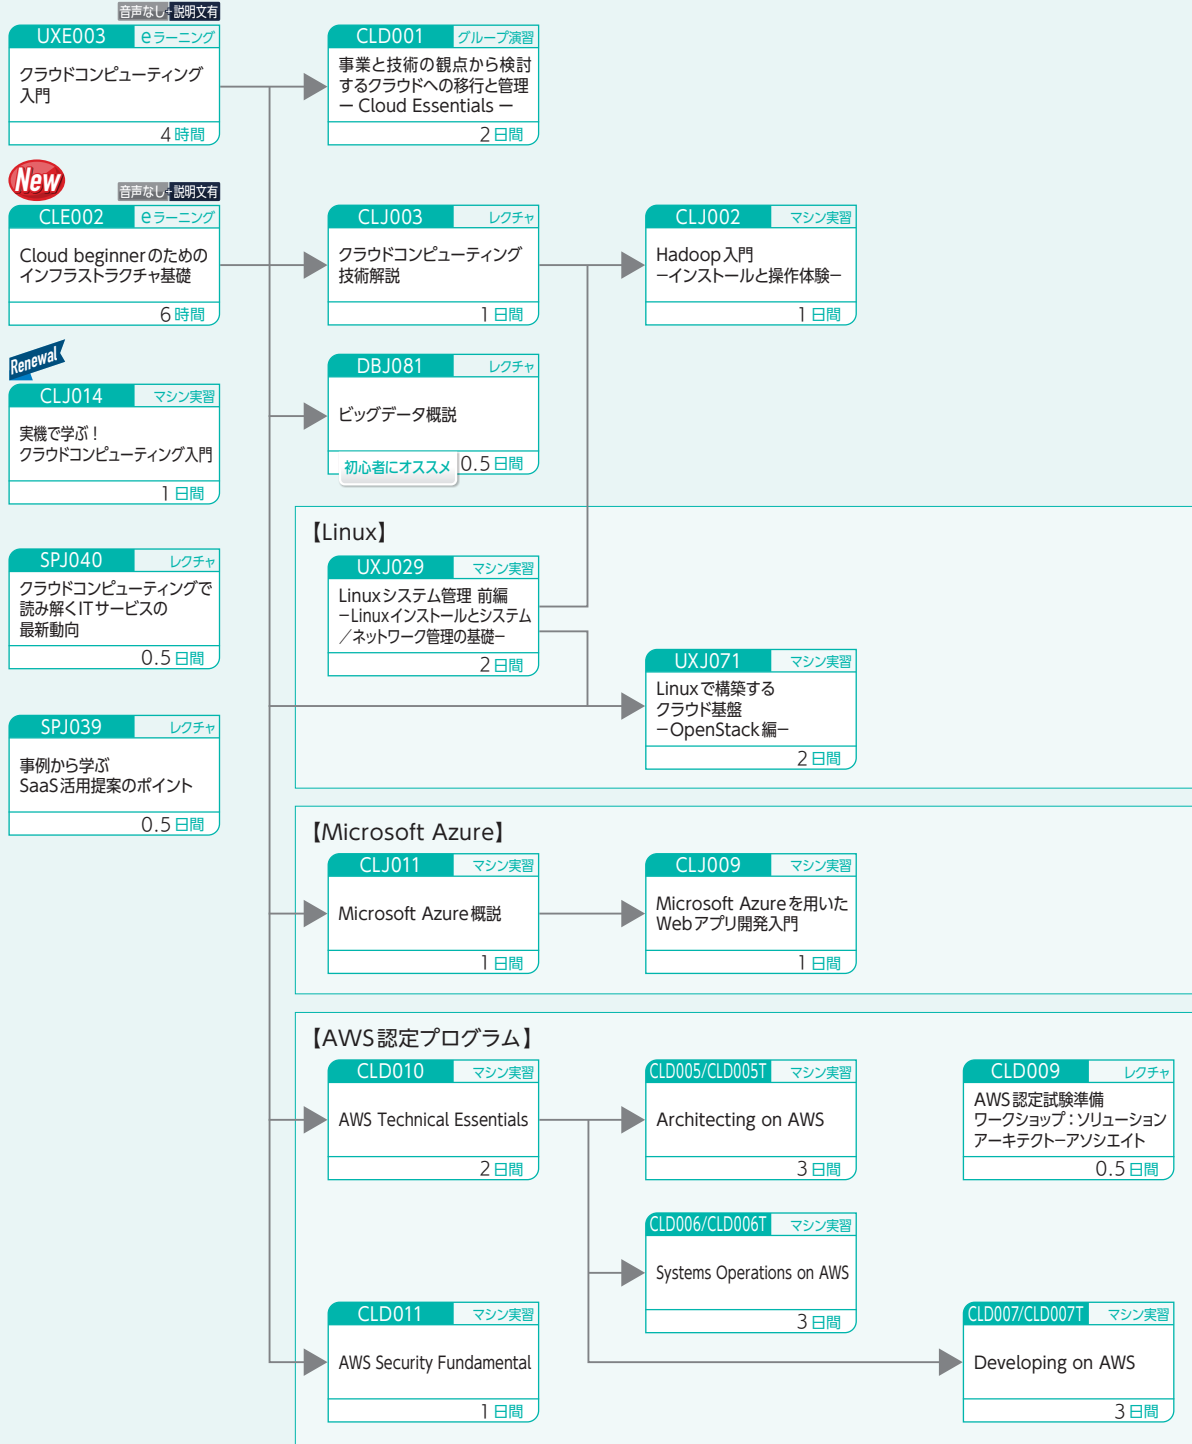 音声なし+説明文有
UXE003 eラーニング
クラウドコンピューティング
入門
4時間
CLD001 グループ演習
事業と技術の観点から検討
するクラウドへの移行と管理
ー Cloud Essentials ー
2日間
New
音声なし+説明文有
CLE002 eラーニング
Cloud beginnerのための
インフラストラクチャ基礎
6時間
CLJ003 レクチャ
クラウドコンピューティング
技術解説
1日間
CLJ002 マシン実習
Hadoop入門
−インストールと操作体験−
1日間
Renewal
CLJ014 マシン実習
実機で学ぶ！
クラウドコンピューティング入門
1日間
DBJ081 レクチャ
ビッグデータ概説
初心者にオススメ
0.5日間
SPJ040 レクチャ
クラウドコンピューティングで
読み解くITサービスの
最新動向
0.5日間
SPJ039 レクチャ
事例から学ぶ
SaaS活用提案のポイント
0.5日間
【Linux】
UXJ029 マシン実習
Linuxシステム管理 前編
−Linuxインストールとシステム
／ネットワーク管理の基礎−
2日間
UXJ071 マシン実習
Linuxで構築する
クラウド基盤
−OpenStack編−
2日間
【Microsoft Azure】
CLJ011 マシン実習
Microsoft Azure概説
1日間
CLJ009 マシン実習
Microsoft Azureを用いた
Webアプリ開発入門
1日間
【AWS認定プログラム】
CLD010 マシン実習
AWS Technical Essentials
2日間
CLD005/CLD005T マシン実習
Architecting on AWS
3日間
CLD009 レクチャ
AWS認定試験準備
ワークショップ：ソリューション
アーキテクト−アソシエイト
0.5日間
CLD006/CLD006T マシン実習
Systems Operations on AWS
3日間
CLD011 マシン実習
AWS Security Fundamental
1日間
CLD007/CLD007T マシン実習
Developing on AWS
3日間